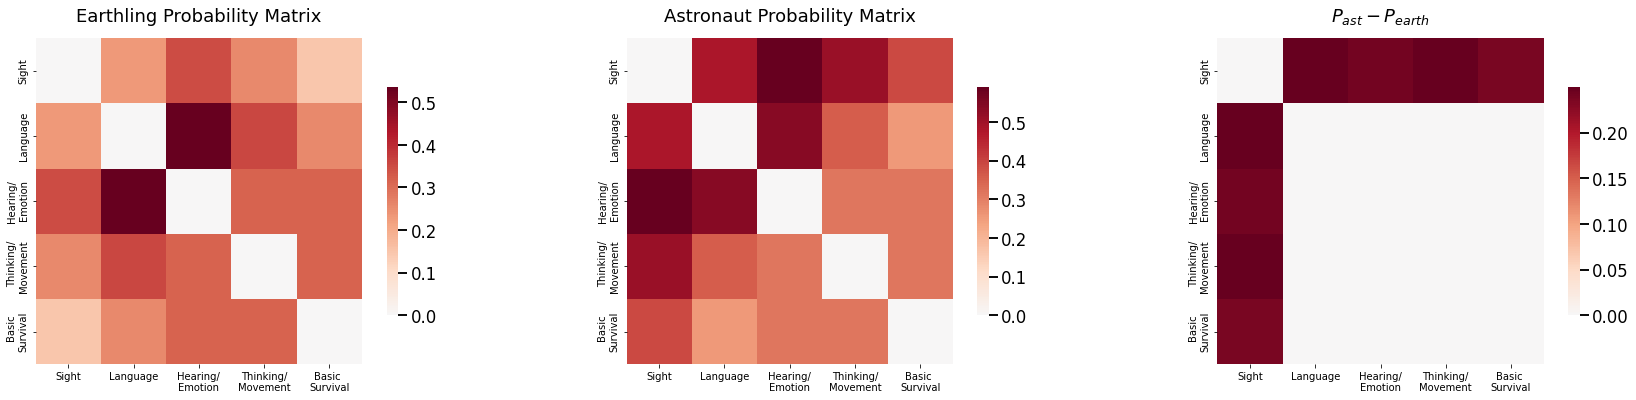 Earthling Probability Matrix
Sight
Language
Hearing/
Emotion
Thinking/
Movement
Basic
Survival
Sight
Language
Hearing/
Emotion
Thinking/
Movement
Basic
Survival
0.5
0.4
0.3
0.2
0.1
0.0
Astronaut Probability Matrix
Sight
Language
Hearing/
Emotion
Thinking/
Movement
Basic
Survival
Sight
Language
Hearing/
Emotion
Thinking/
Movement
Basic
Survival
0.5
0.4
0.3
0.2
0.1
0.0
P_ast − P_earth
Sight
Language
Hearing/
Emotion
Thinking/
Movement
Basic
Survival
Sight
Language
Hearing/
Emotion
Thinking/
Movement
Basic
Survival
0.20
0.15
0.10
0.05
0.00